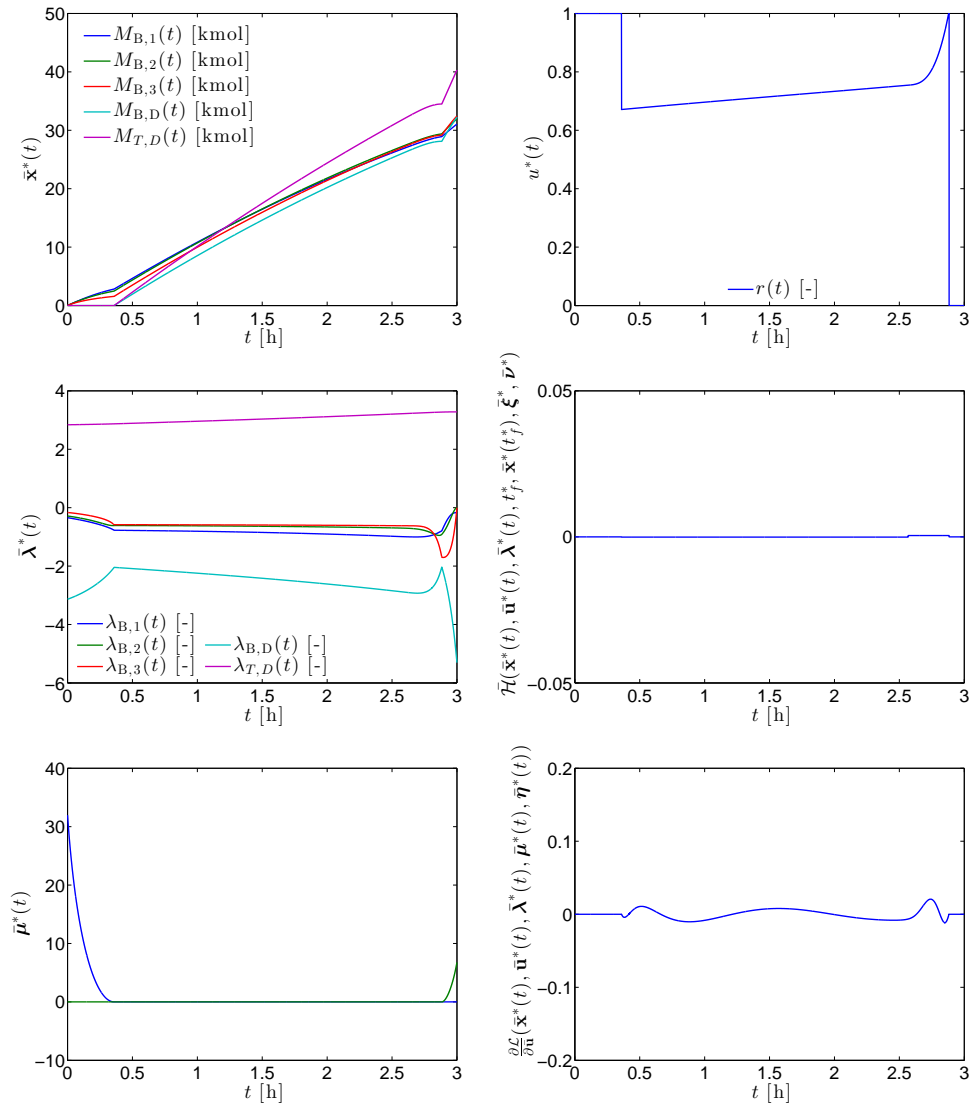 50
40
30
20
10
0
0 0.5 1 1.5 2 2.5 3
t [h]
x̄*(t)
M_{B,1}(t) [kmol]
M_{B,2}(t) [kmol]
M_{B,3}(t) [kmol]
M_{B,D}(t) [kmol]
M_{T,D}(t) [kmol]
1
0.8
0.6
0.4
0.2
0
0 0.5 1 1.5 2 2.5 3
t [h]
u*(t)
r(t) [-]
4
2
0
−2
−4
−6
0 0.5 1 1.5 2 2.5 3
t [h]
λ̄*(t)
λ_{B,1}(t) [-]
λ_{B,2}(t) [-] λ_{B,D}(t) [-]
λ_{B,3}(t) [-] λ_{T,D}(t) [-]
0.05
0
−0.05
0 0.5 1 1.5 2 2.5 3
t [h]
H̄(x̄*(t), ū*(t), λ̄*(t), t*_f, x̄*(t*_f), ξ̄*, ν̄*)
40
30
20
10
0
−10
0 0.5 1 1.5 2 2.5 3
t [h]
μ̄*(t)
0.2
0.1
0
−0.1
−0.2
0 0.5 1 1.5 2 2.5 3
t [h]
∂L̄/∂ū(x̄*(t), ū*(t), λ̄*(t), μ̄*(t), η̄*(t))